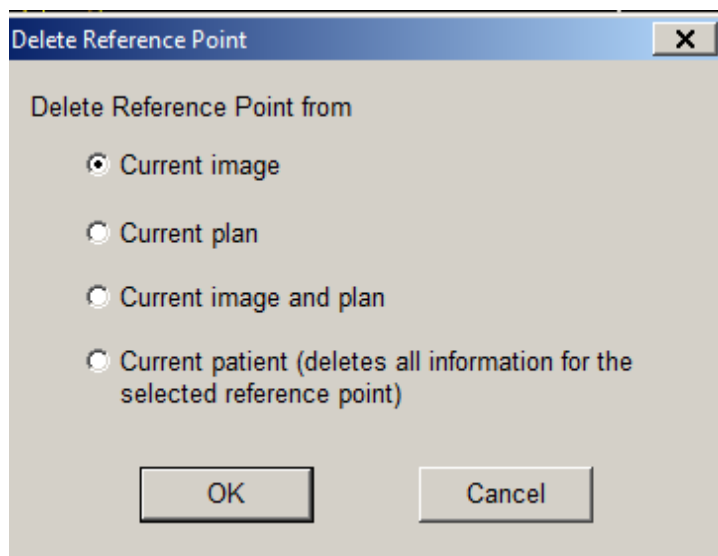 Delete Reference Point
Delete Reference Point from
Current image
Current plan
Current image and plan
Current patient (deletes all information for the
selected reference point)
OK
Cancel